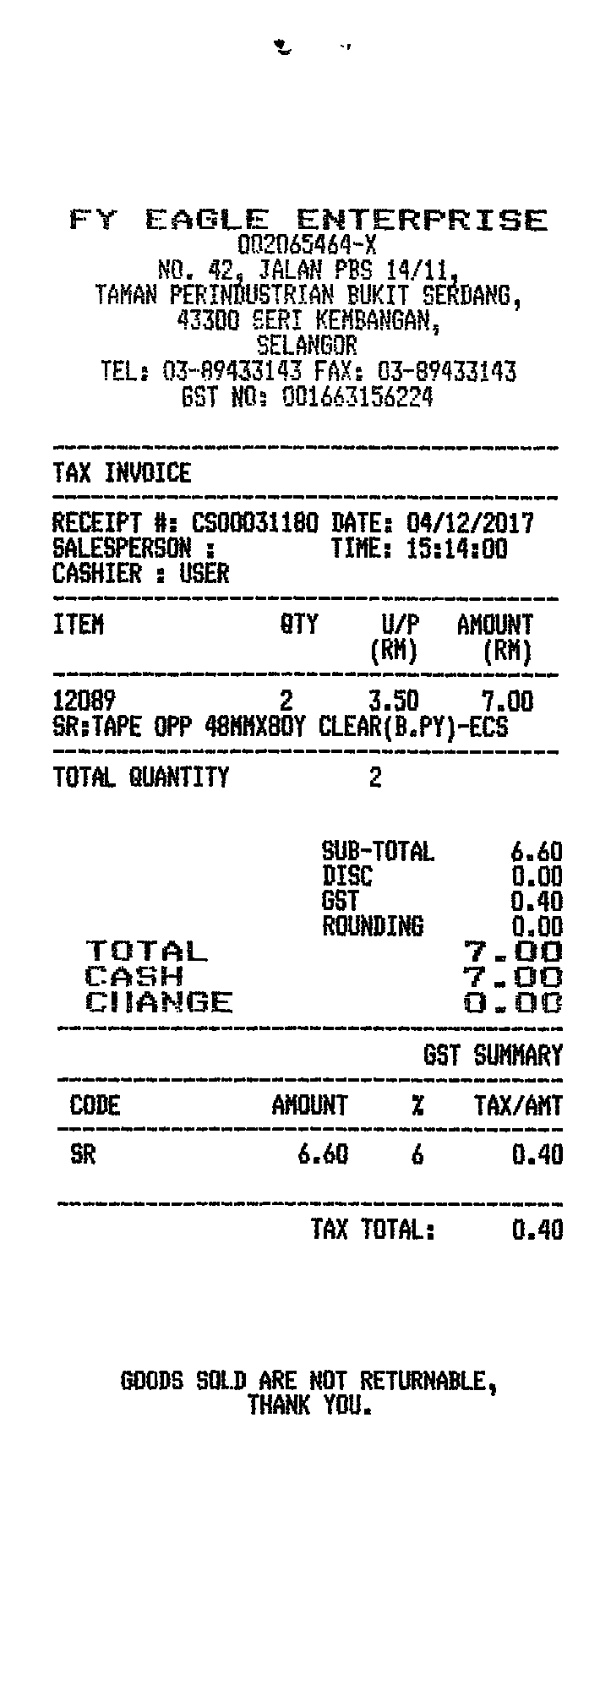 FY EAGLE ENTERPRISE
002065464-X
NO. 42, JALAN PBS 14/11,
TAMAN PERINDUSTRIAN BUKIT SERDANG,
43300 SERI KEMBANGAN,
SELANGOR
TEL: 03-89433143 FAX: 03-89433143
GST NO: 001663156224
TAX INVOICE
RECEIPT #: CS00031180 DATE: 04/12/2017
SALESPERSON : TIME: 15:14:00
CASHIER : USER
ITEM QTY U/P AMOUNT
(RM) (RM)
12089 2 3.50 7.00
SR:TAPE OPP 48MMX80Y CLEAR(B.PY)-ECS
TOTAL QUANTITY 2
SUB-TOTAL 6.60
DISC 0.00
GST 0.40
ROUNDING 0.00
TOTAL 7.00
CASH 7.00
CHANGE 0.00
GST SUMMARY
CODE AMOUNT % TAX/AMT
SR 6.60 6 0.40
TAX TOTAL: 0.40
GOODS SOLD ARE NOT RETURNABLE,
THANK YOU.